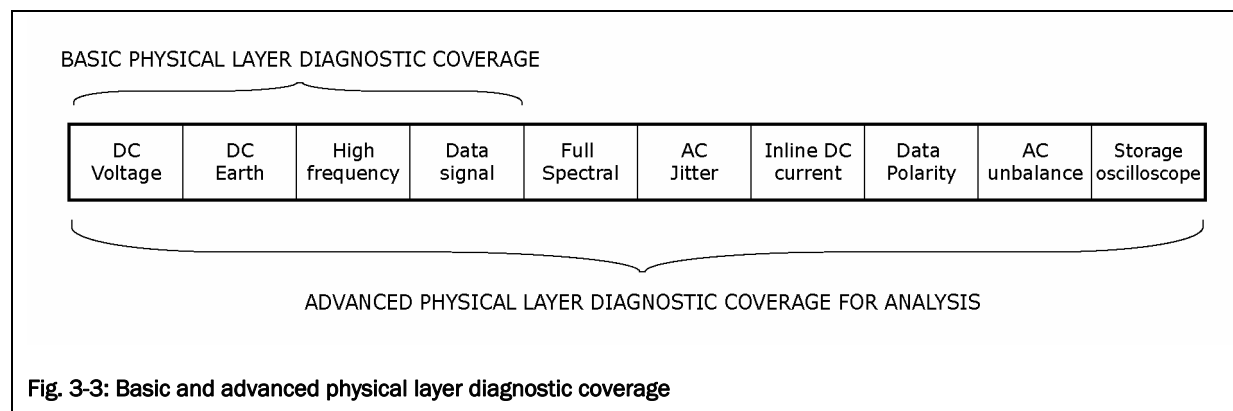 BASIC PHYSICAL LAYER DIAGNOSTIC COVERAGE
DC
Voltage
DC
Earth
High
frequency
Data
signal
Full
Spectral
AC
Jitter
Inline DC
current
Data
Polarity
AC
unbalance
Storage
oscilloscope
ADVANCED PHYSICAL LAYER DIAGNOSTIC COVERAGE FOR ANALYSIS
Fig. 3-3: Basic and advanced physical layer diagnostic coverage